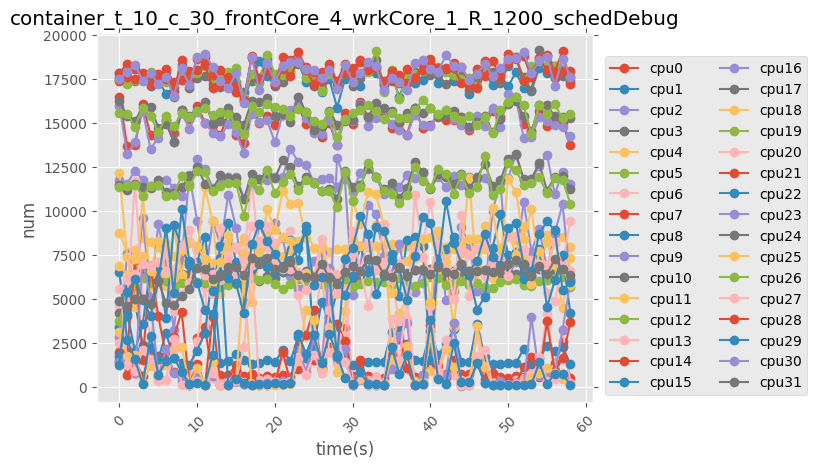 container_t_10_c_30_frontCore_4_wrkCore_1_R_1200_schedDebug
num
20000
17500
15000
12500
10000
7500
5000
2500
0
0
10
20
30
40
50
60
time(s)
cpu0
cpu1
cpu2
cpu3
cpu4
cpu5
cpu6
cpu7
cpu8
cpu9
cpu10
cpu11
cpu12
cpu13
cpu14
cpu15
cpu16
cpu17
cpu18
cpu19
cpu20
cpu21
cpu22
cpu23
cpu24
cpu25
cpu26
cpu27
cpu28
cpu29
cpu30
cpu31